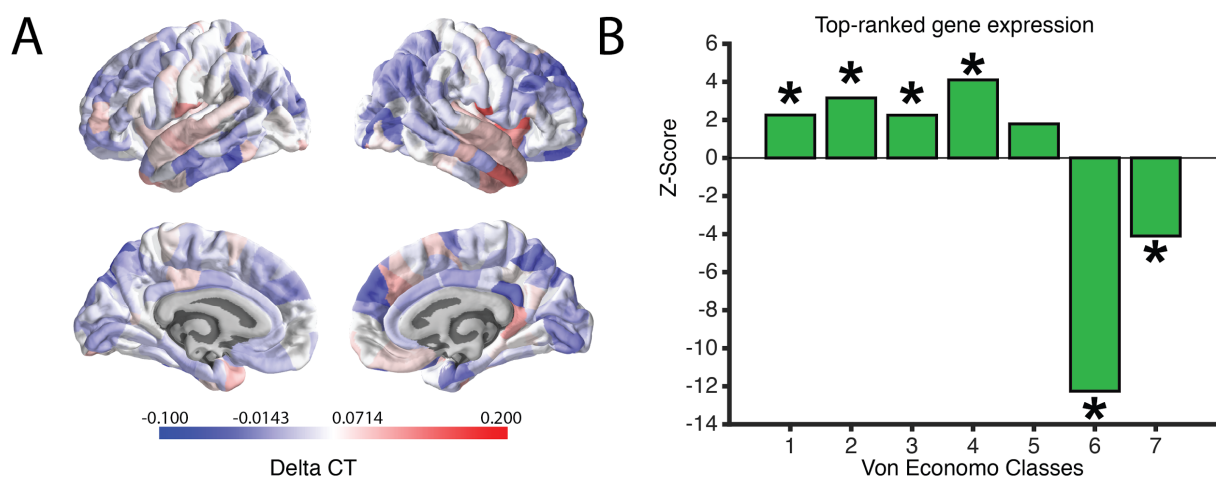 A
-0.100 -0.0143 0.0714 0.200
Delta CT
B
Top-ranked gene expression
6
4
2
0
-2
-4
-6
-8
-10
-12
-14
Z-Score
* * * * * *
1 2 3 4 5 6 7
Von Economo Classes